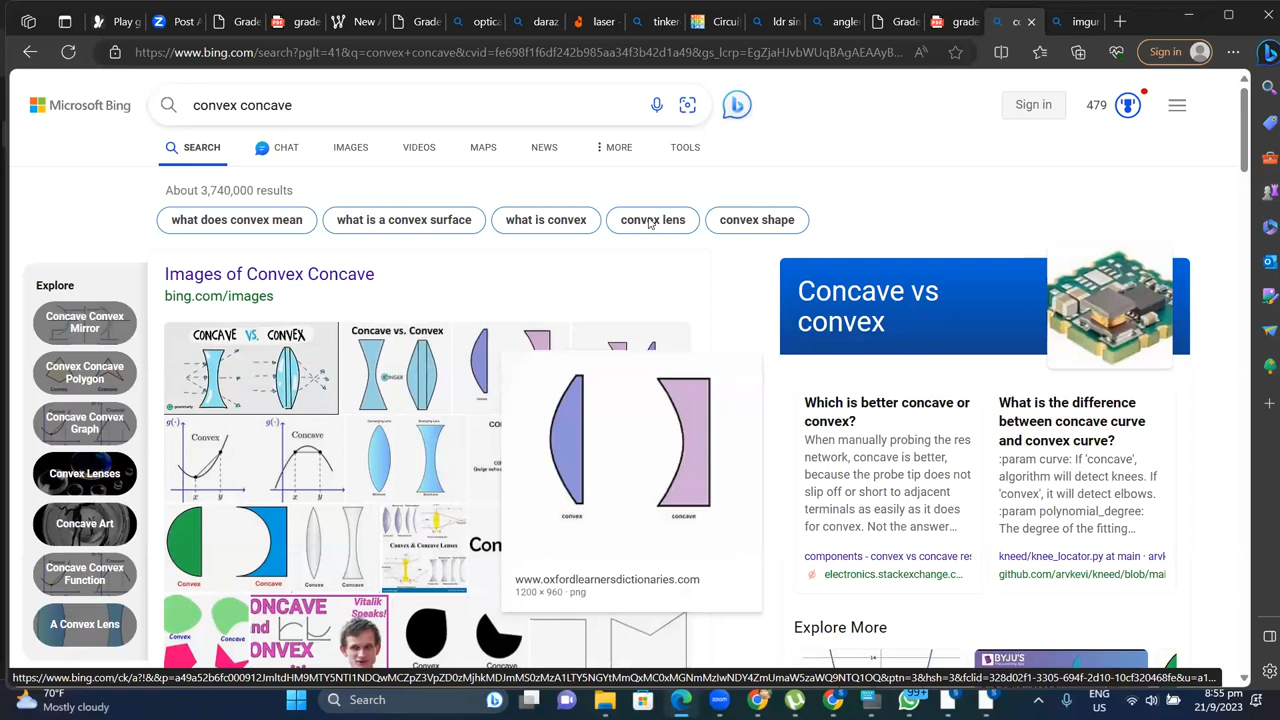 Play g
Post A
Grade
grade
New A
Grade
optica
daraz
laser -
tinker
Circui
ldr sin
angle
Grade
grade
co
imgur
https://www.bing.com/search?pglt=41&q=convex+concave&cvid=fe698f1f6df242b985aa34f3b42d1a49&gs_lcrp=EgZjaHJvbWUqBAgAEAAyB...
Sign in
Microsoft Bing
convex concave
Sign in
479
SEARCH
CHAT
IMAGES
VIDEOS
MAPS
NEWS
MORE
TOOLS
About 3,740,000 results
what does convex mean
what is a convex surface
what is convex
convex lens
convex shape
Explore
Concave Convex
Mirror
Concave Convex
Polygon
Concave Convex
Graph
Convex Lenses
Concave Art
Concave Convex
Function
A Convex Lens
Images of Convex Concave
bing.com/images
CONCAVE VS. CONVEX
Concave vs. Convex
GINGER
g(·)
Convex
x
y
g(·)
Concave
x
y
Convex
Concave
Convex & Concave Lenses
Con
Convex
Concave
CONCAVE
and
CONVEX
Vitalik
Speaks!
convex
concave
www.oxfordlearnersdictionaries.com
1200 × 960 · png
Concave vs
convex
Which is better concave or
convex?
When manually probing the res
network, concave is better,
because the probe tip does not
slip off or short to adjacent
terminals as easily as it does
for convex. Not the answer...
components - convex vs concave res
electronics.stackexchange.c...
What is the difference
between concave curve
and convex curve?
:param curve: If 'concave',
algorithm will detect knees. If
'convex', it will detect elbows.
:param polynomial_degree:
The degree of the fitting...
kneed/knee_locator.py at main · arvk
github.com/arvkevi/kneed/blob/mai
Explore More
14
BYJU'S
70°F
Mostly cloudy
Search
zoom
99+
ENG
US
8:55 pm
21/9/2023